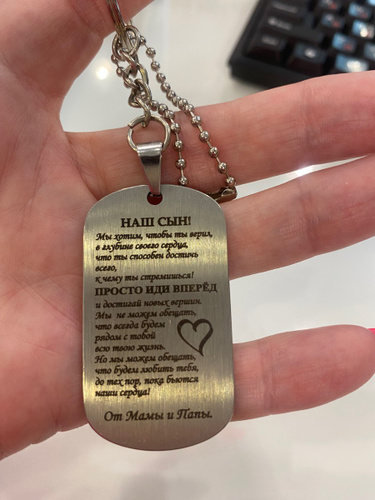 НАШ СЫН!
Мы хотим, чтобы ты верил,
в глубине своего сердца,
что ты способен достичь
всего,
к чему ты стремишься!
ПРОСТО ИДИ ВПЕРЁД
и достигай новых вершин.
Мы не можем обещать,
что всегда будем
рядом с тобой
всю твою жизнь.
Но мы можем обещать,
что будем любить тебя,
до тех пор, пока бьются
наши сердца!
От Мамы и Папы.